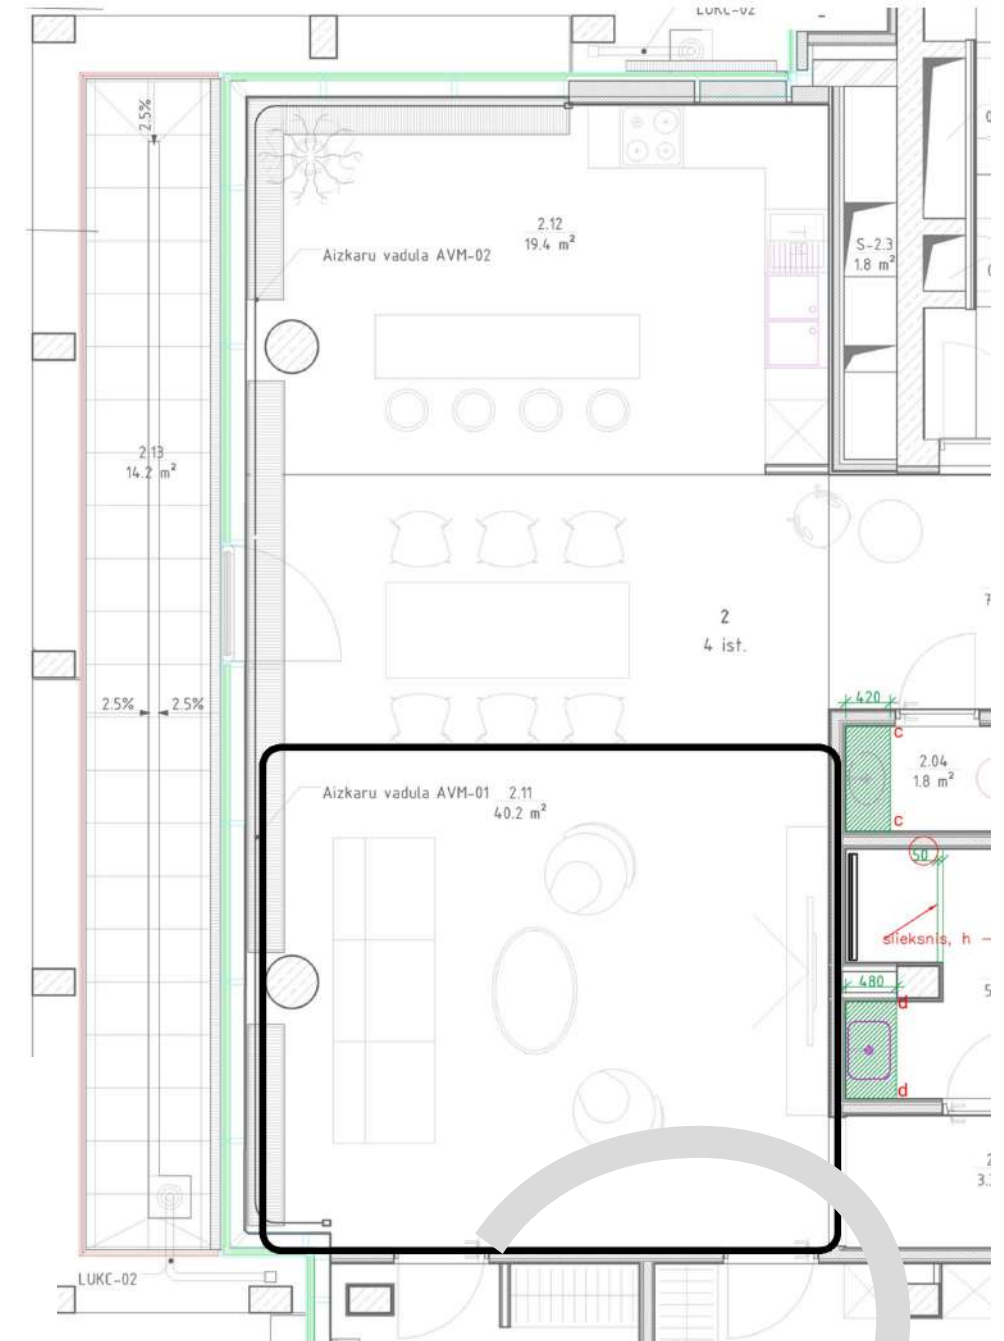 2.5%
2.12
19.4 m²
Aizkaru vadula AVM-02
S-2.3
1.8 m²
2.13
14.2 m²
2
4 ist.
2.5%
2.5%
420
c
2.04
1.8 m²
c
Aizkaru vadula AVM-01
2.11
40.2 m²
50
slieksnis, h -
480
d
d
LUKC-02